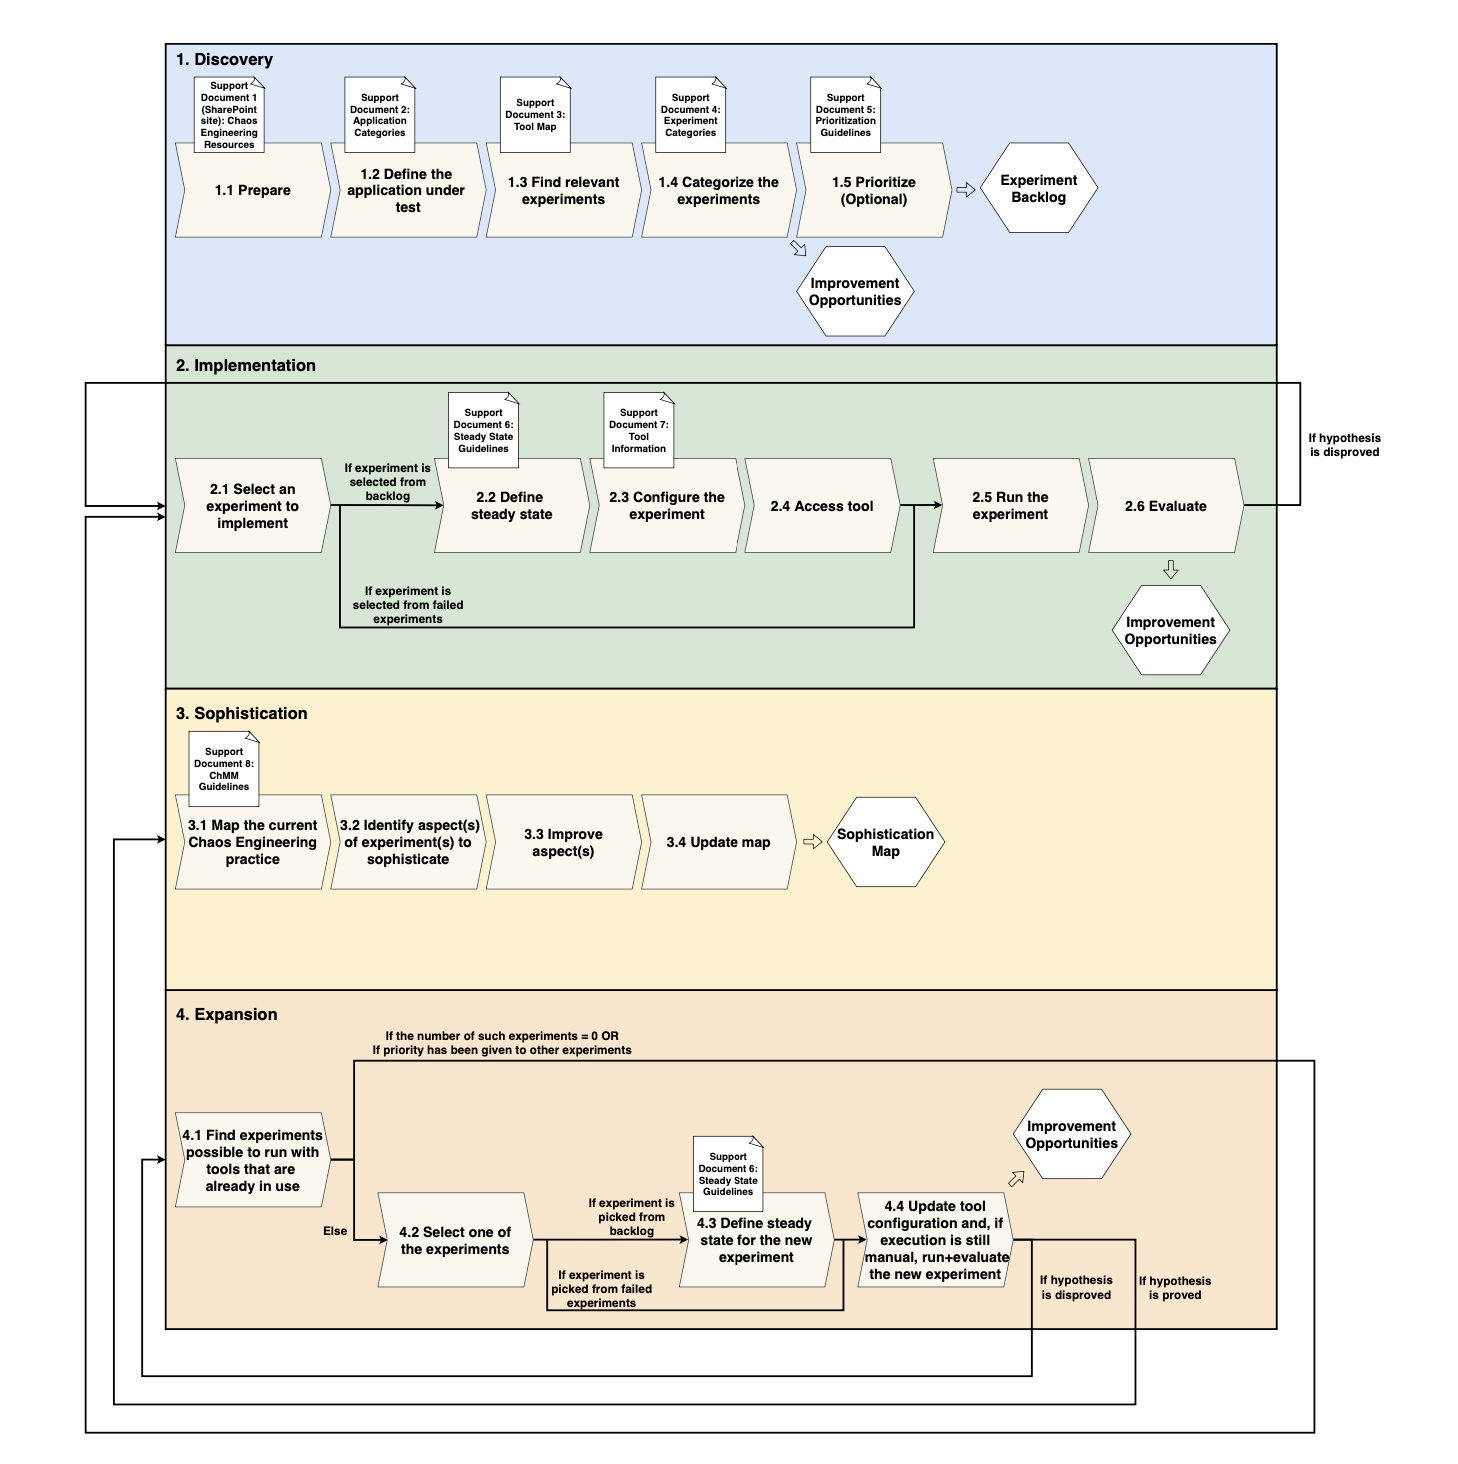 1. Discovery
Support
Document 1
(SharePoint
site): Chaos
Engineering
Resources
Support
Document 2:
Application
Categories
Support
Document 3:
Tool Map
Support
Document 4:
Experiment
Categories
Support
Document 5:
Prioritization
Guidelines
1.1 Prepare
1.2 Define the
application under
test
1.3 Find relevant
experiments
1.4 Categorize the
experiments
1.5 Prioritize
(Optional)
Experiment
Backlog
Improvement
Opportunities
2. Implementation
Support
Document 6:
Steady State
Guidelines
Support
Document 7:
Tool
Information
If hypothesis
is disproved
2.1 Select an
experiment to
implement
If experiment is
selected from
backlog
2.2 Define
steady state
2.3 Configure the
experiment
2.4 Access tool
2.5 Run the
experiment
2.6 Evaluate
If experiment is
selected from failed
experiments
Improvement
Opportunities
3. Sophistication
Support
Document 8:
ChMM
Guidelines
3.1 Map the current
Chaos Engineering
practice
3.2 Identify aspect(s)
of experiment(s) to
sophisticate
3.3 Improve
aspect(s)
3.4 Update map
Sophistication
Map
4. Expansion
If the number of such experiments = 0 OR
If priority has been given to other experiments
4.1 Find experiments
possible to run with
tools that are
already in use
Improvement
Opportunities
Support
Document 6:
Steady State
Guidelines
Else
4.2 Select one of
the experiments
If experiment is
picked from
backlog
4.3 Define steady
state for the new
experiment
4.4 Update tool
configuration and, if
execution is still
manual, run+evaluate
the new experiment
If experiment is
picked from failed
experiments
If hypothesis
is disproved
If hypothesis
is proved